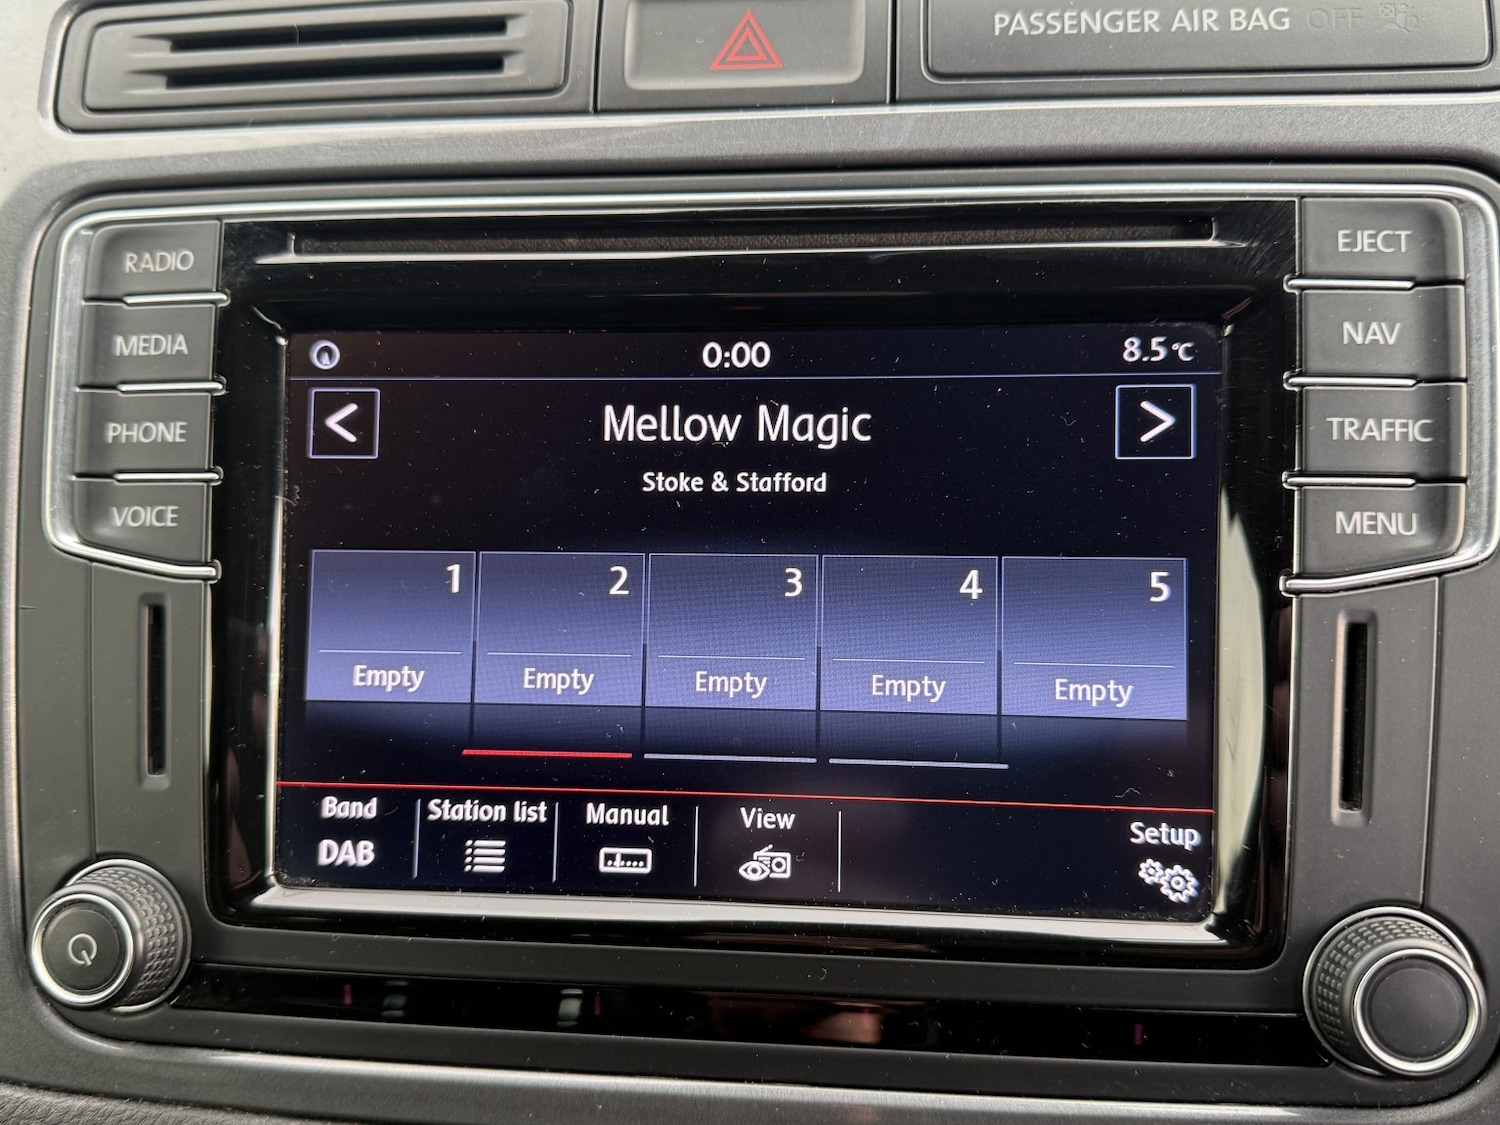 PASSENGER AIR BAG OFF
RADIO
MEDIA
PHONE
VOICE
EJECT
NAV
TRAFFIC
MENU
0:00
8.5°C
<
Mellow Magic
>
Stoke & Stafford
1
2
3
4
5
Empty
Empty
Empty
Empty
Empty
Band
DAB
Station list
Manual
View
Setup